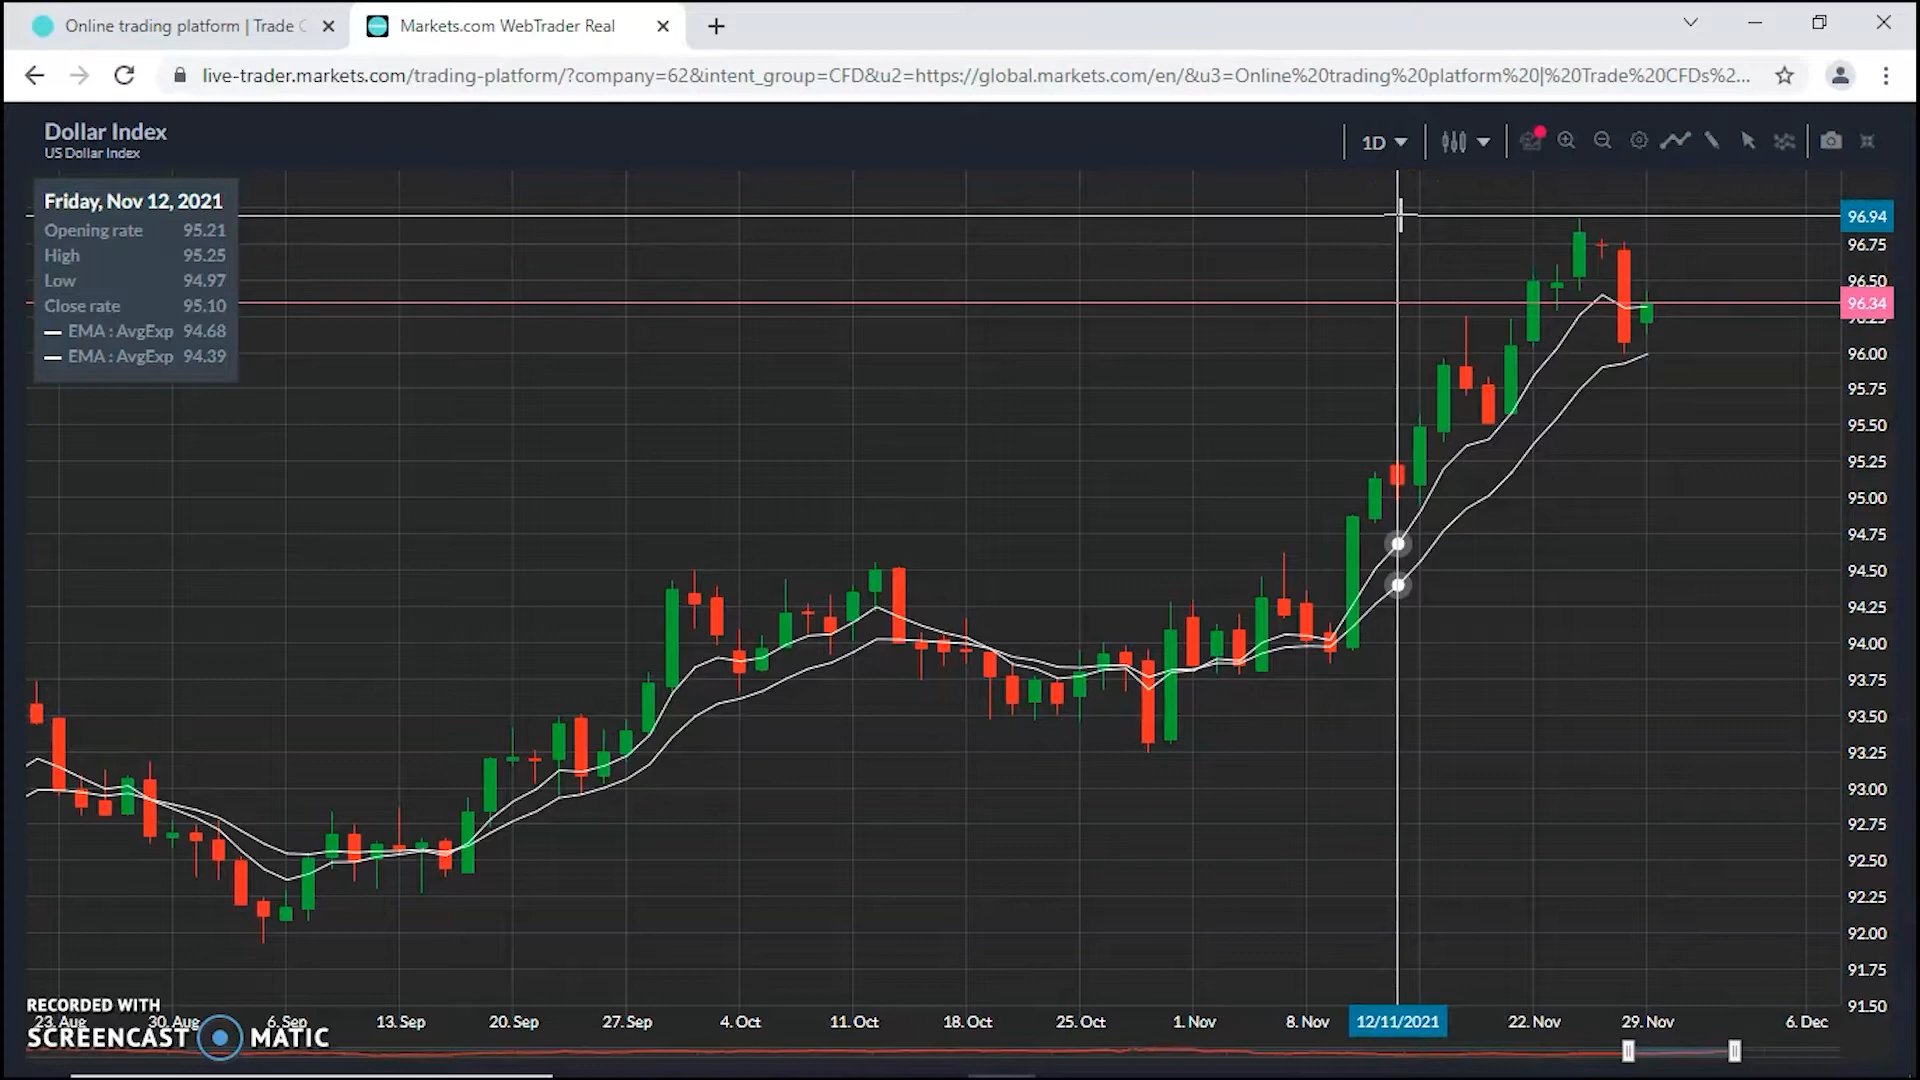 Online trading platform | Trade C
Markets.com WebTrader Real
live-trader.markets.com/trading-platform/?company=62&intent_group=CFD&u2=https://global.markets.com/en/&u3=Online%20trading%20platform%20|%20Trade%20CFDs%2...
Dollar Index
US Dollar Index
1D
Friday, Nov 12, 2021
Opening rate 95.21
High 95.25
Low 94.97
Close rate 95.10
EMA : AvgExp 94.68
EMA : AvgExp 94.39
96.94
96.75
96.50
96.34
96.25
96.00
95.75
95.50
95.25
95.00
94.75
94.50
94.25
94.00
93.75
93.50
93.25
93.00
92.75
92.50
92.25
92.00
91.75
91.50
23. Aug 30. Aug 6. Sep 13. Sep 20. Sep 27. Sep 4. Oct 11. Oct 18. Oct 25. Oct 1. Nov 8. Nov 12/11/2021 22. Nov 29. Nov 6. Dec
RECORDED WITH
SCREENCAST MATIC